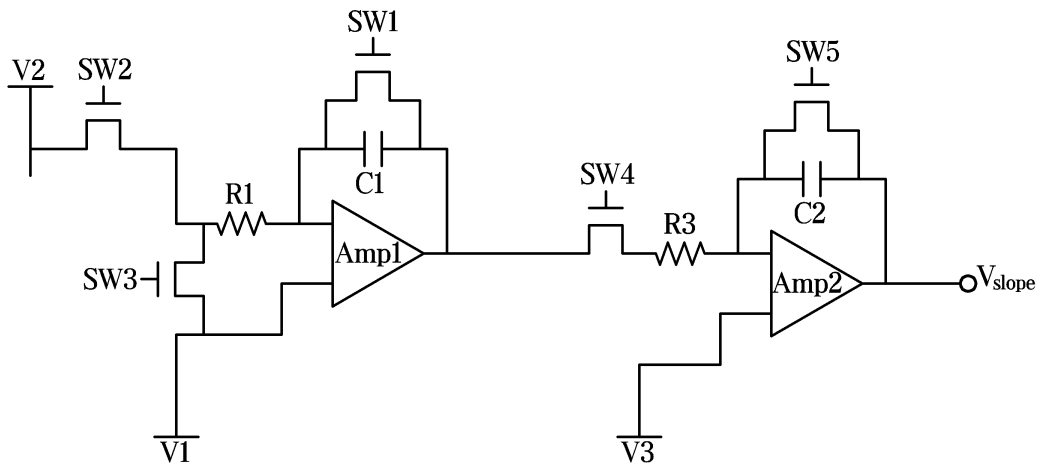 SW1
SW5
V2
SW2
C1
SW4
R1
C2
R3
Amp1
SW3
Amp2
Vslope
V1
V3